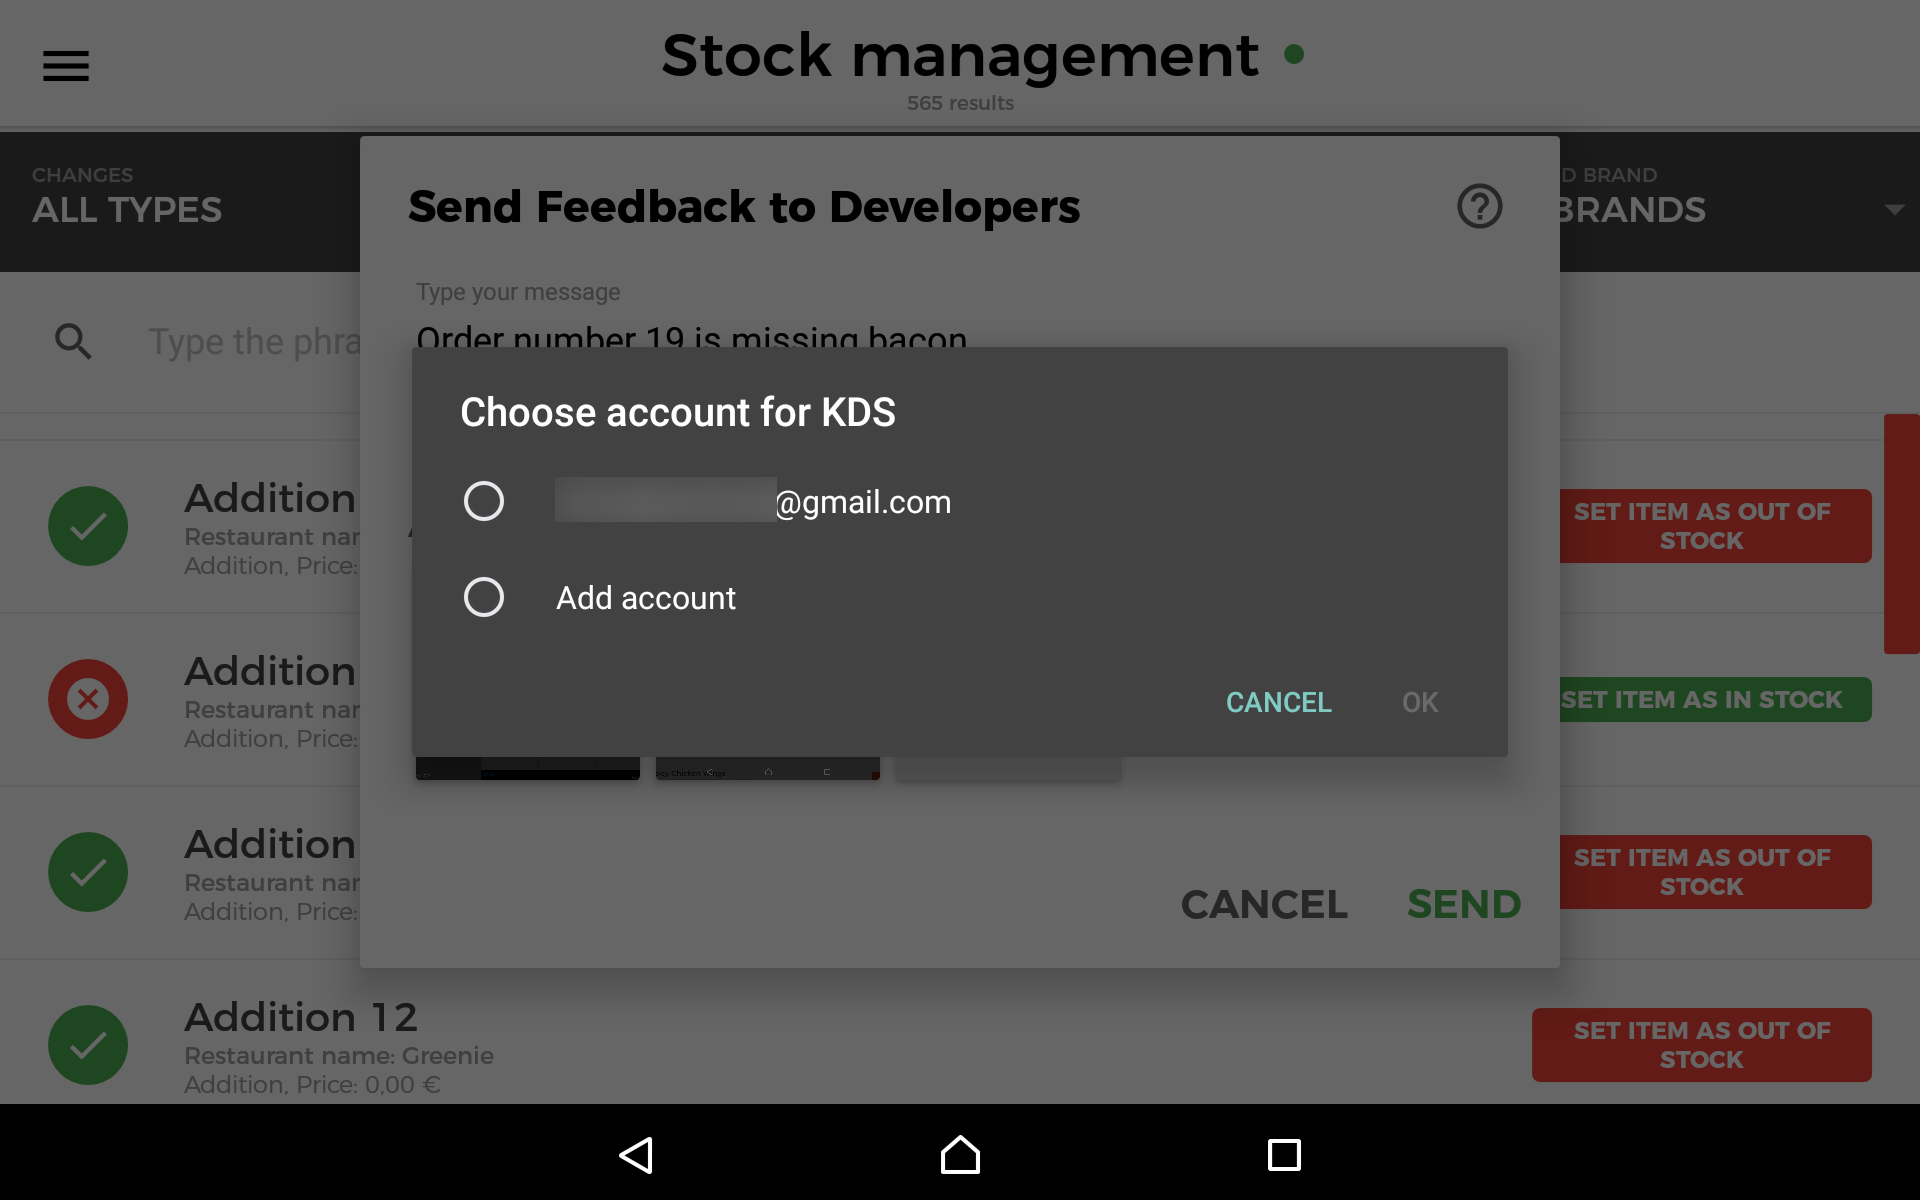 Stock management
565 results
CHANGES
ALL TYPES
D BRAND
BRANDS
Send Feedback to Developers
Type your message
Order number 19 is missing bacon
Type the phra
Choose account for KDS
@gmail.com
Add account
CANCEL
OK
Addition
Restaurant nar
Addition, Price:
SET ITEM AS OUT OF
STOCK
Addition
Restaurant nar
Addition, Price:
SET ITEM AS IN STOCK
cy Chicken Wings
Addition
Restaurant nar
Addition, Price:
SET ITEM AS OUT OF
STOCK
CANCEL
SEND
Addition 12
Restaurant name: Greenie
Addition, Price: 0,00 €
SET ITEM AS OUT OF
STOCK